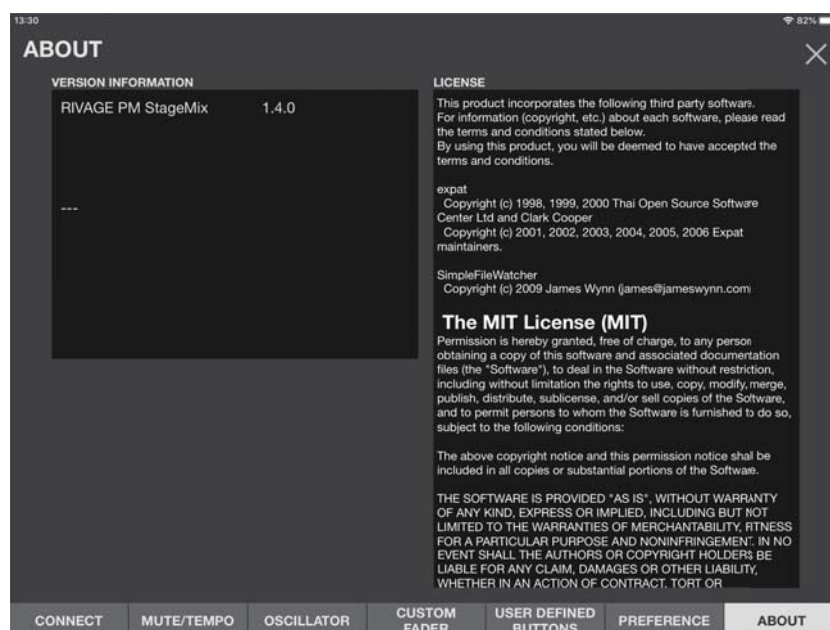 13:30
82%
ABOUT
VERSION INFORMATION
RIVAGE PM StageMix 1.4.0
---
LICENSE
This product incorporates the following third party software.
For information (copyright, etc.) about each software, please read
the terms and conditions stated below.
By using this product, you will be deemed to have accepted the
terms and conditions.
expat
Copyright (c) 1998, 1999, 2000 Thai Open Source Software
Center Ltd and Clark Cooper
Copyright (c) 2001, 2002, 2003, 2004, 2005, 2006 Expat
maintainers.
SimpleFileWatcher
Copyright (c) 2009 James Wynn (james@jameswynn.com)
The MIT License (MIT)
Permission is hereby granted, free of charge, to any person
obtaining a copy of this software and associated documentation
files (the "Software"), to deal in the Software without restriction,
including without limitation the rights to use, copy, modify, merge,
publish, distribute, sublicense, and/or sell copies of the Software,
and to permit persons to whom the Software is furnished to do so,
subject to the following conditions:
The above copyright notice and this permission notice shall be
included in all copies or substantial portions of the Software.
THE SOFTWARE IS PROVIDED "AS IS", WITHOUT WARRANTY
OF ANY KIND, EXPRESS OR IMPLIED, INCLUDING BUT NOT
LIMITED TO THE WARRANTIES OF MERCHANTABILITY, FITNESS
FOR A PARTICULAR PURPOSE AND NONINFRINGEMENT. IN NO
EVENT SHALL THE AUTHORS OR COPYRIGHT HOLDERS BE
LIABLE FOR ANY CLAIM, DAMAGES OR OTHER LIABILITY,
WHETHER IN AN ACTION OF CONTRACT, TORT OR
CONNECT
MUTE/TEMPO
OSCILLATOR
CUSTOM
FADER
USER DEFINED
BUTTONS
PREFERENCE
ABOUT